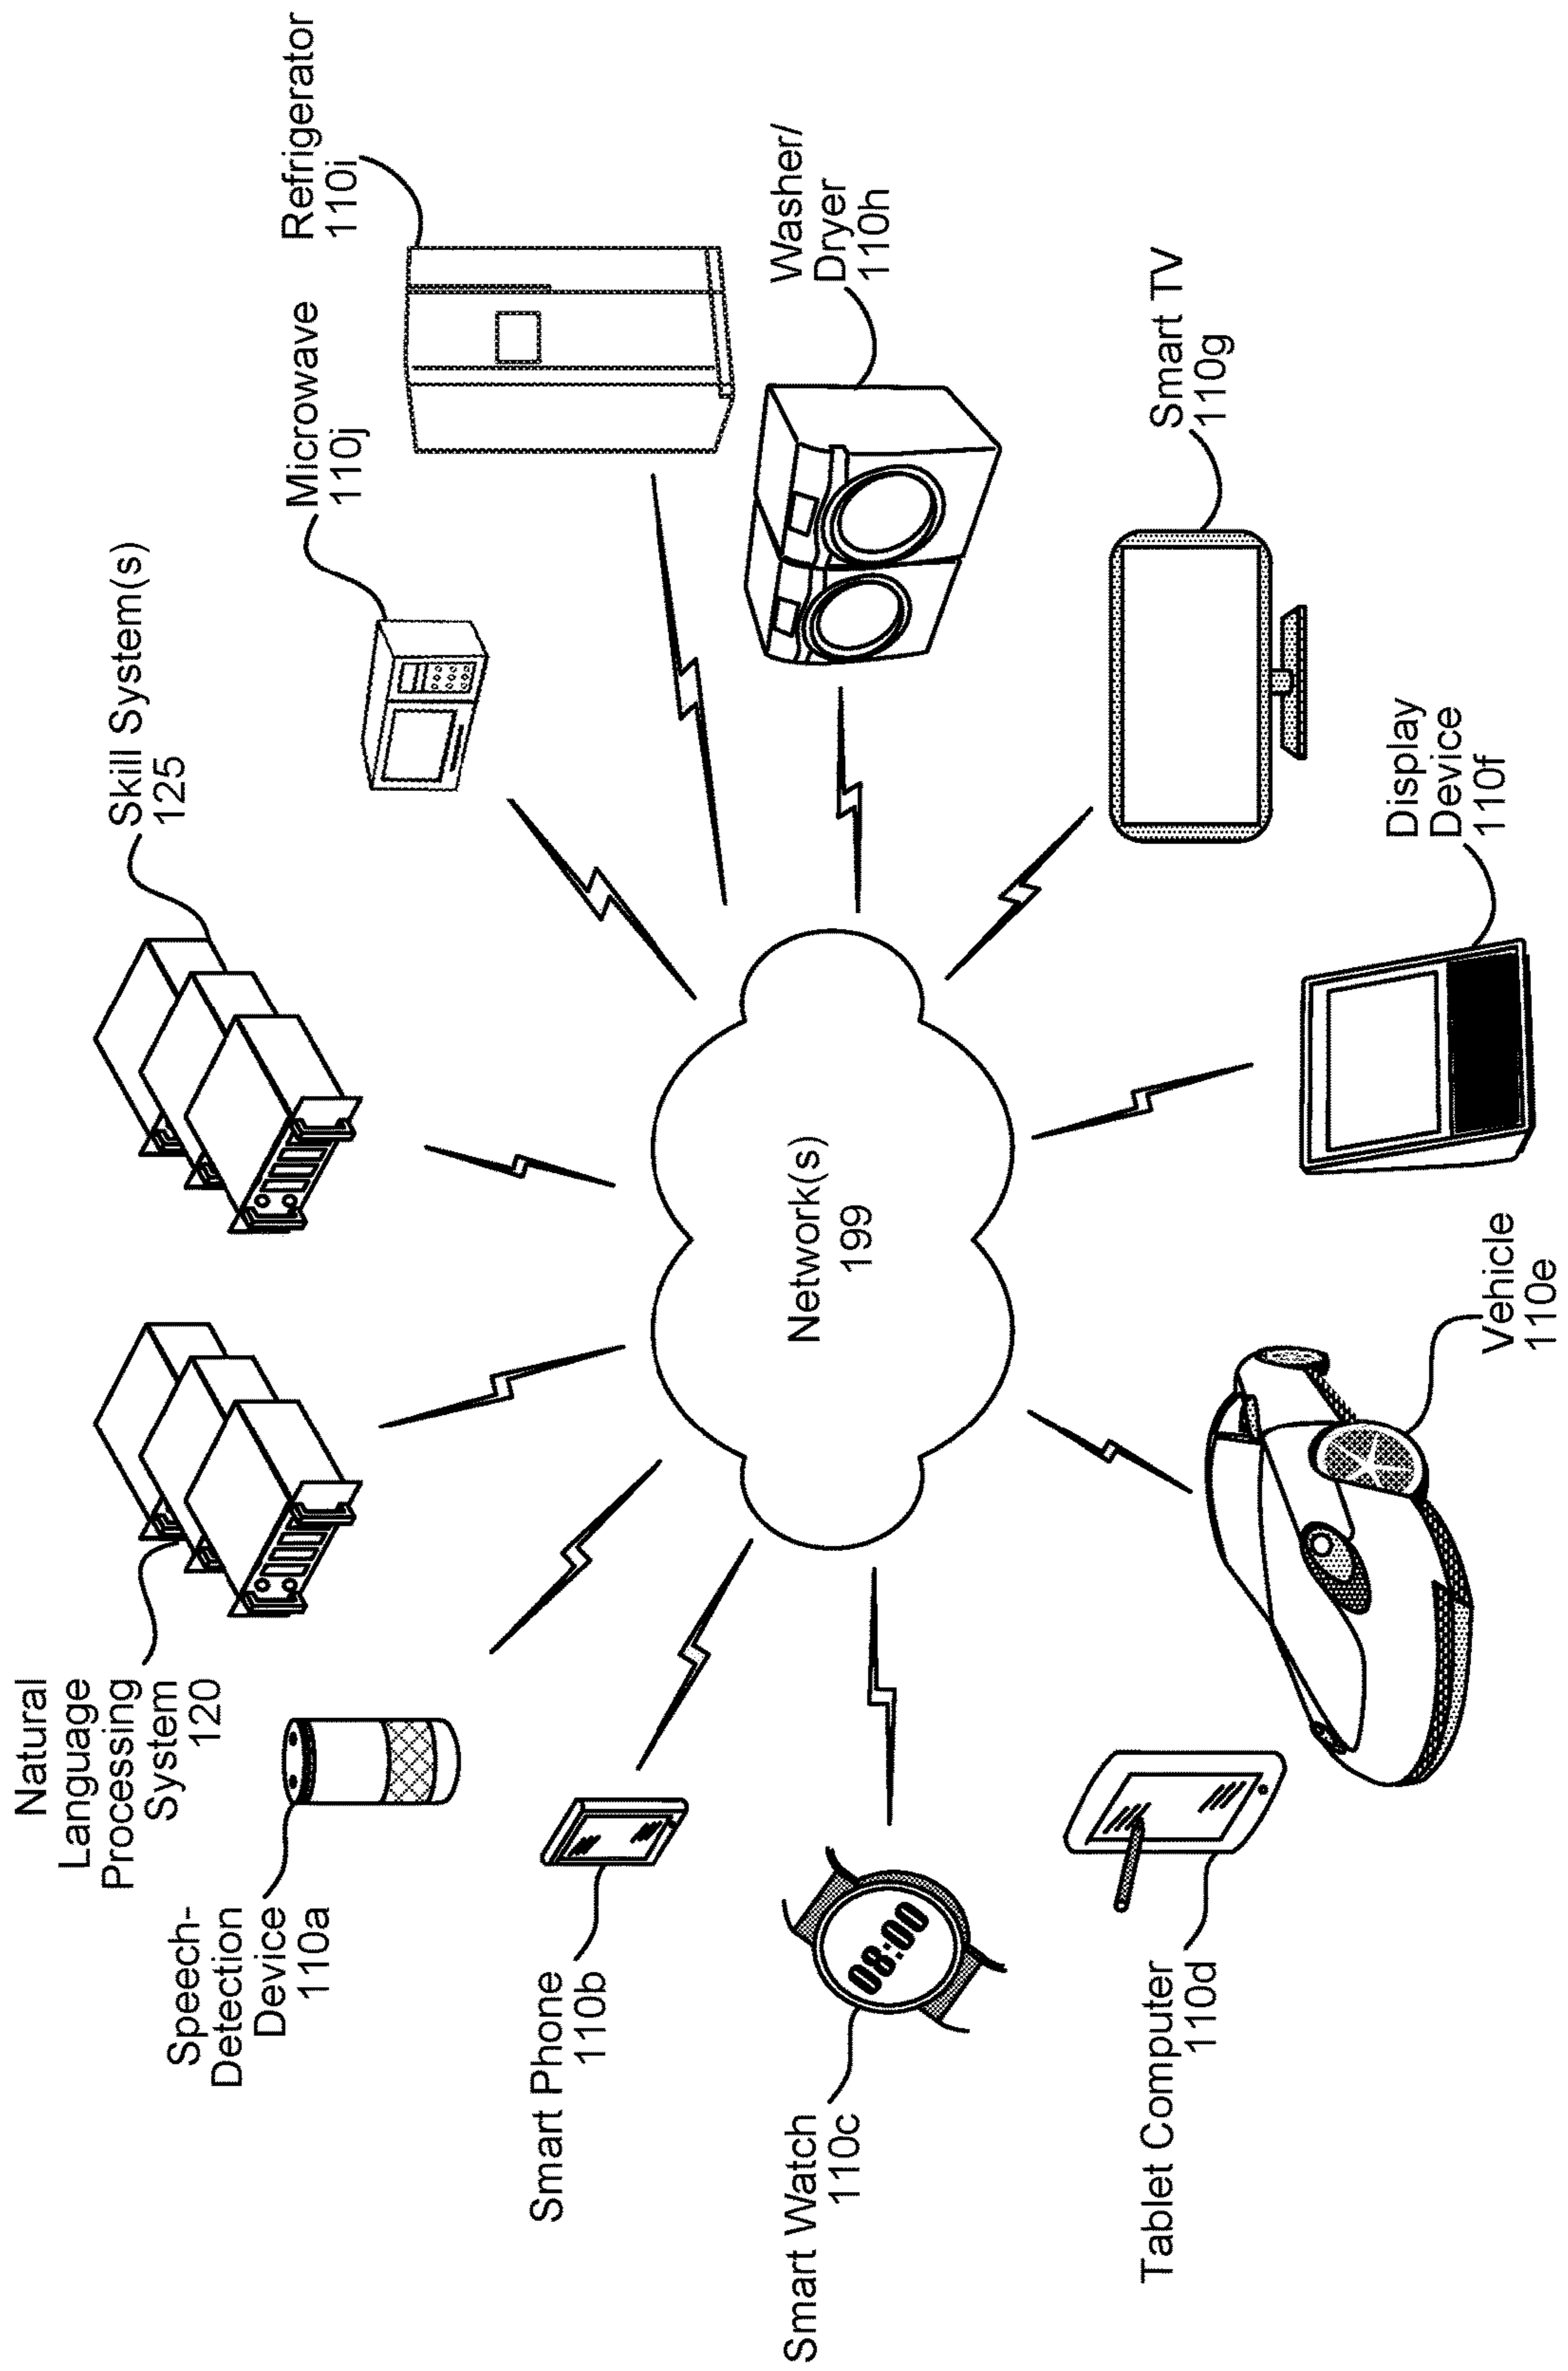 Natural
Language
Processing
System
120
Skill System(s)
125
Speech-
Detection
Device
110a
Microwave
110j
Refrigerator
110i
Smart Phone
110b
Washer/
Dryer
110h
Network(s)
199
Smart Watch
110c
08:00
Smart TV
110g
Tablet Computer
110d
Vehicle
110e
Display
Device
110f